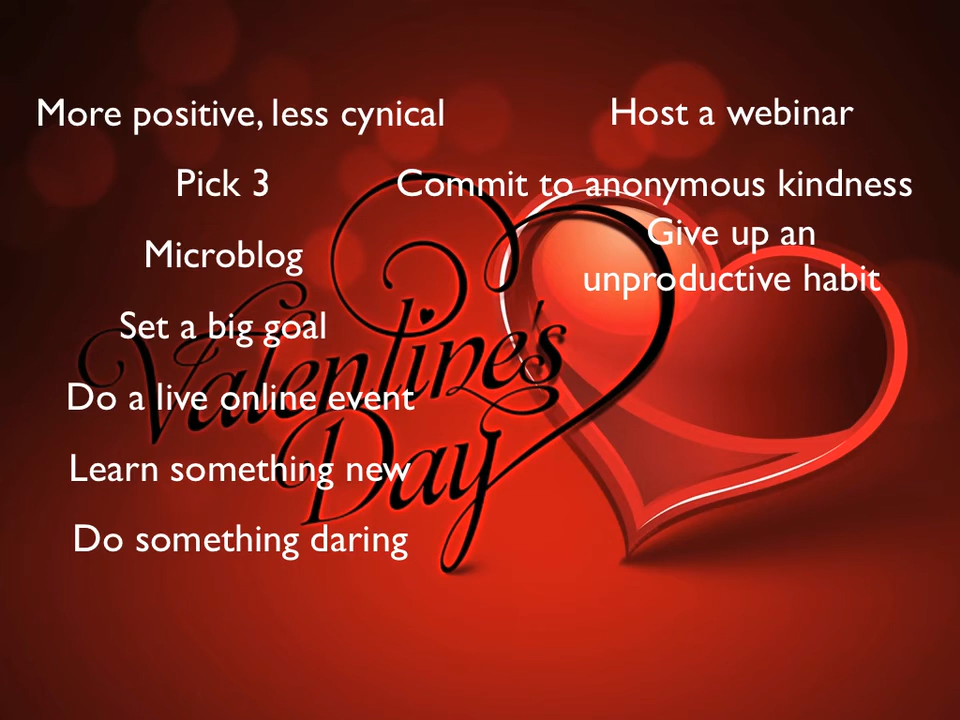 More positive, less cynical
Pick 3
Microblog
Set a big goal
Do a live online event
Learn something new
Do something daring
Host a webinar
Commit to anonymous kindness
Give up an
unproductive habit
Valentine's
Day